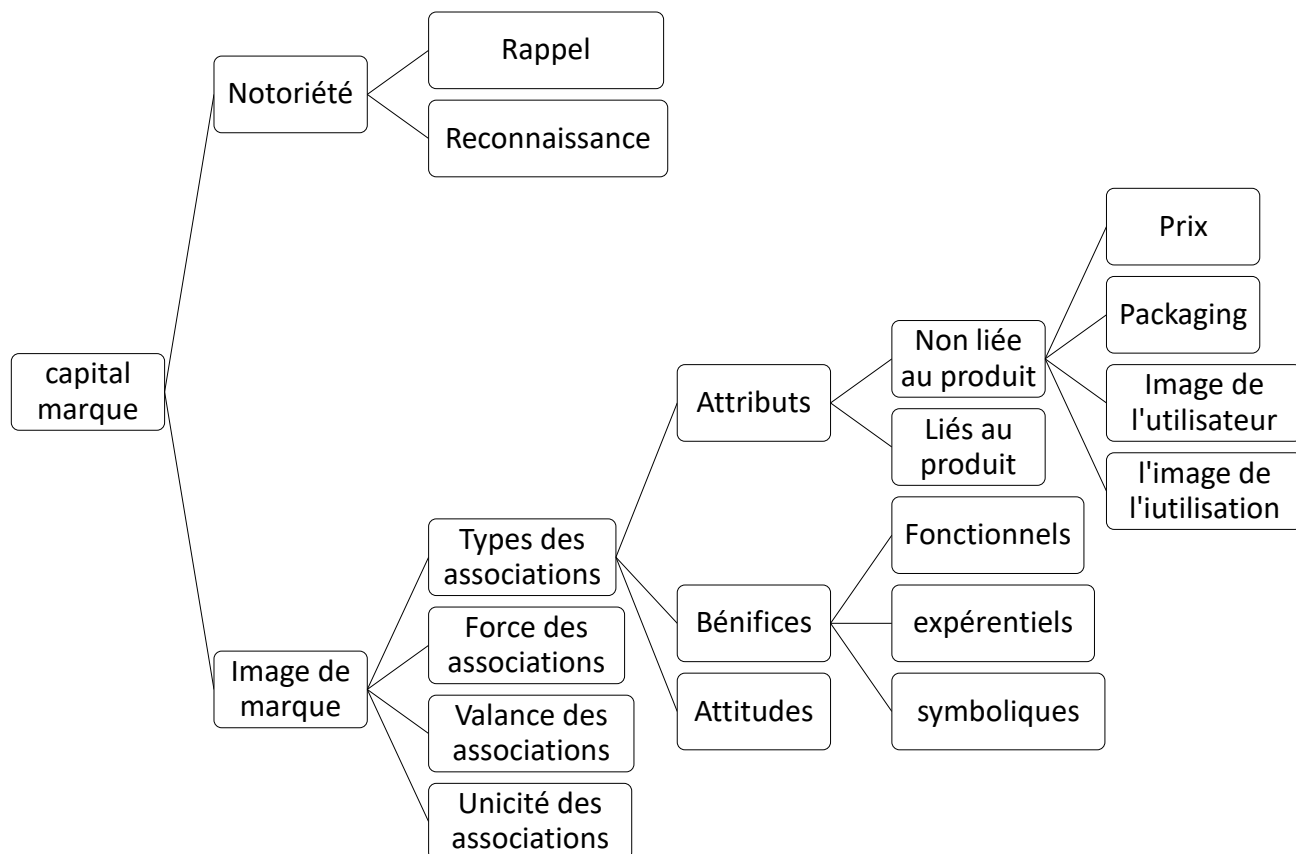 capital
marque
Notoriété
Rappel
Reconnaissance
Image de
marque
Types des
associations
Attributs
Non liée
au produit
Prix
Packaging
Image de
l'utilisateur
l'image de
l'iutilisation
Liés au
produit
Bénifices
Fonctionnels
expérentiels
symboliques
Attitudes
Force des
associations
Valance des
associations
Unicité des
associations